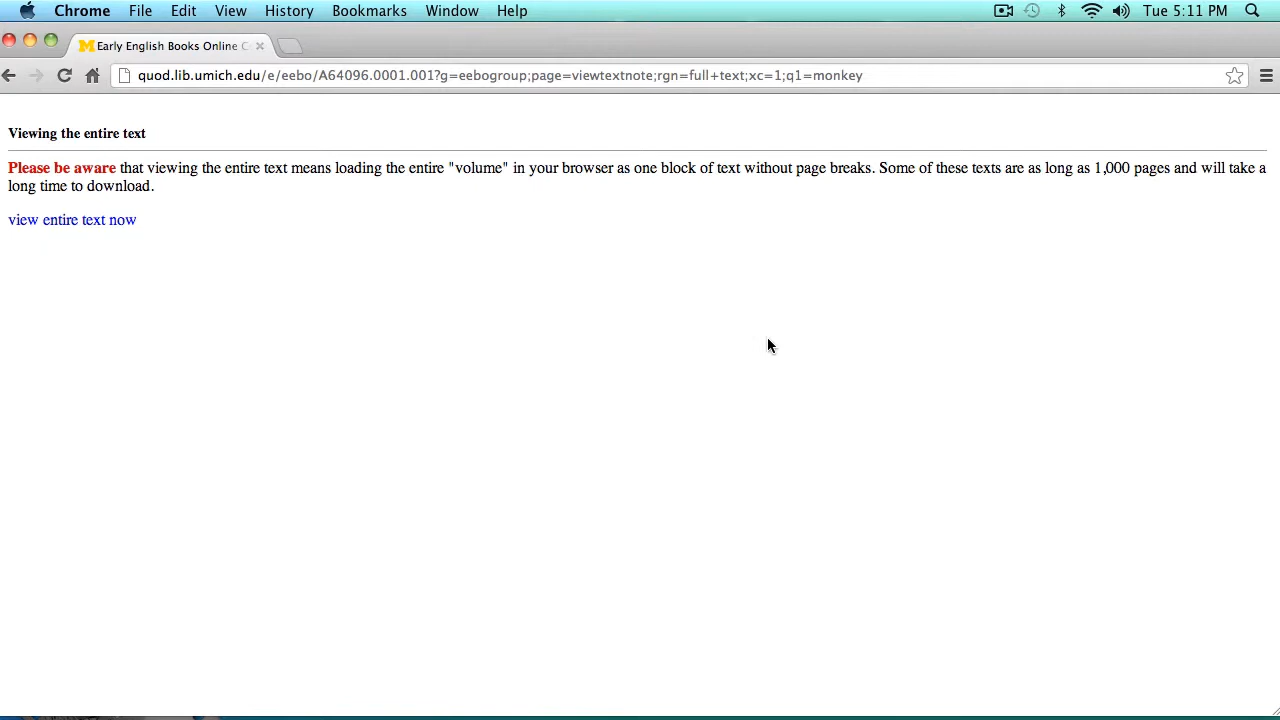 Chrome File Edit View History Bookmarks Window Help Tue 5:11 PM
Early English Books Online C
quod.lib.umich.edu/e/eebo/A64096.0001.001?g=eebogroup;page=viewtextnote;rgn=full+text;xc=1;q1=monkey
Viewing the entire text
Please be aware that viewing the entire text means loading the entire "volume" in your browser as one block of text without page breaks. Some of these texts are as long as 1,000 pages and will take a
long time to download.
view entire text now